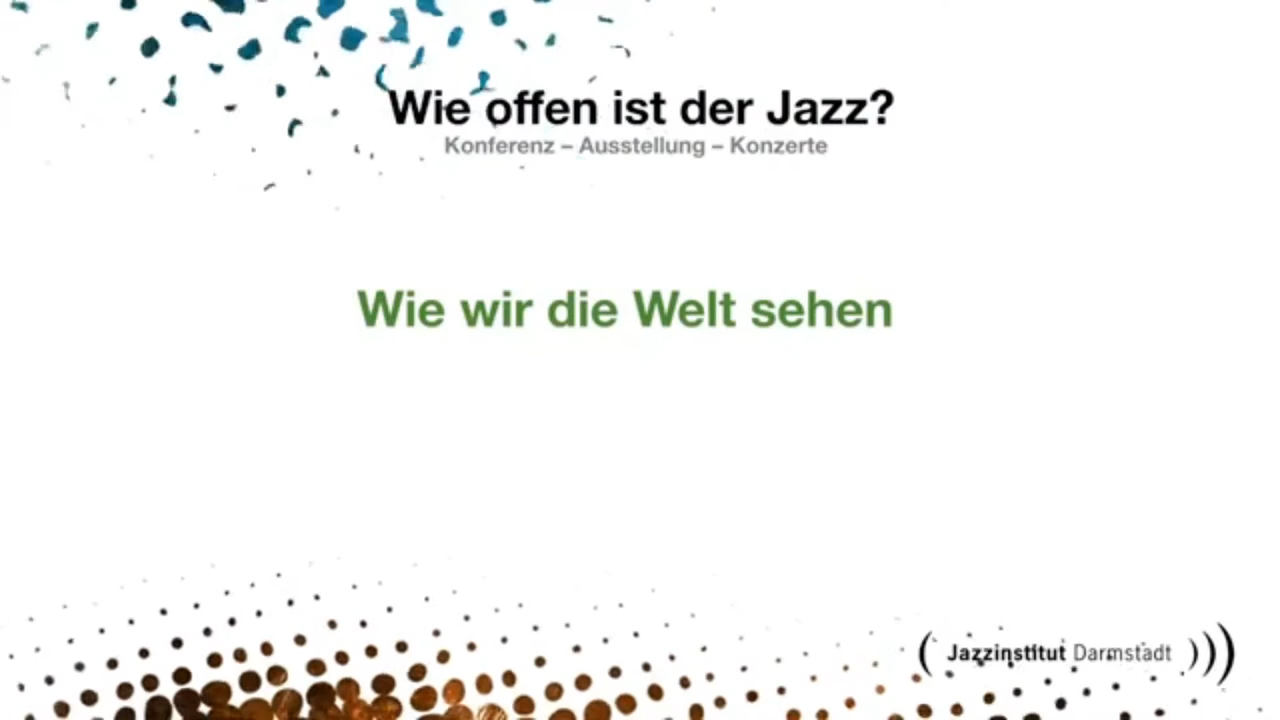 Wie offen ist der Jazz?
Konferenz – Ausstellung – Konzerte
Wie wir die Welt sehen
( Jazzinstitut Darmstadt )))